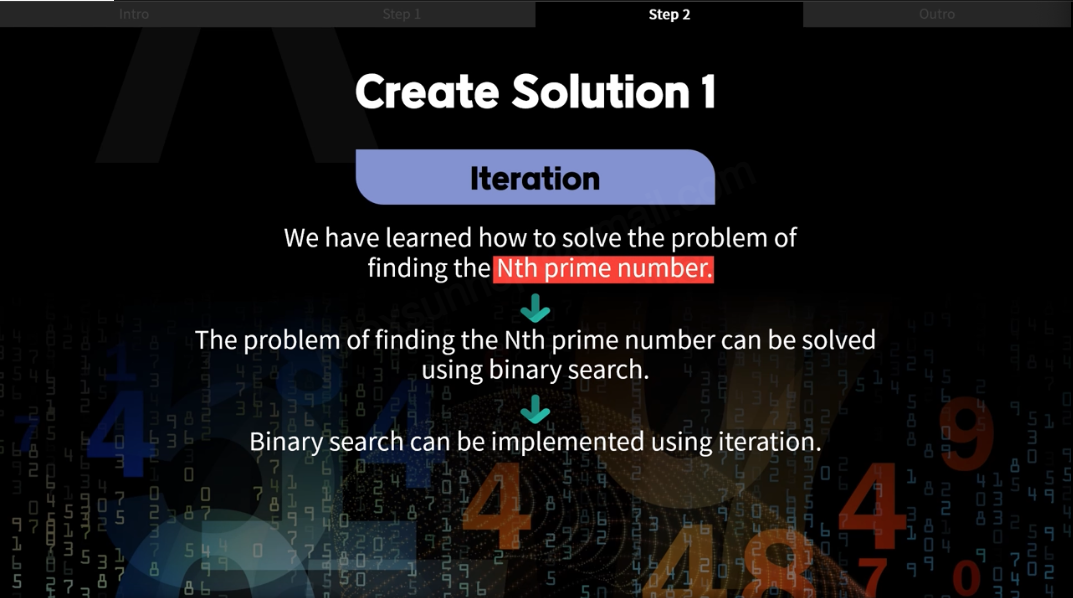 Intro
Step 1
Step 2
Outro
Create Solution 1
Iteration
We have learned how to solve the problem of
finding the Nth prime number.
The problem of finding the Nth prime number can be solved
using binary search.
Binary search can be implemented using iteration.